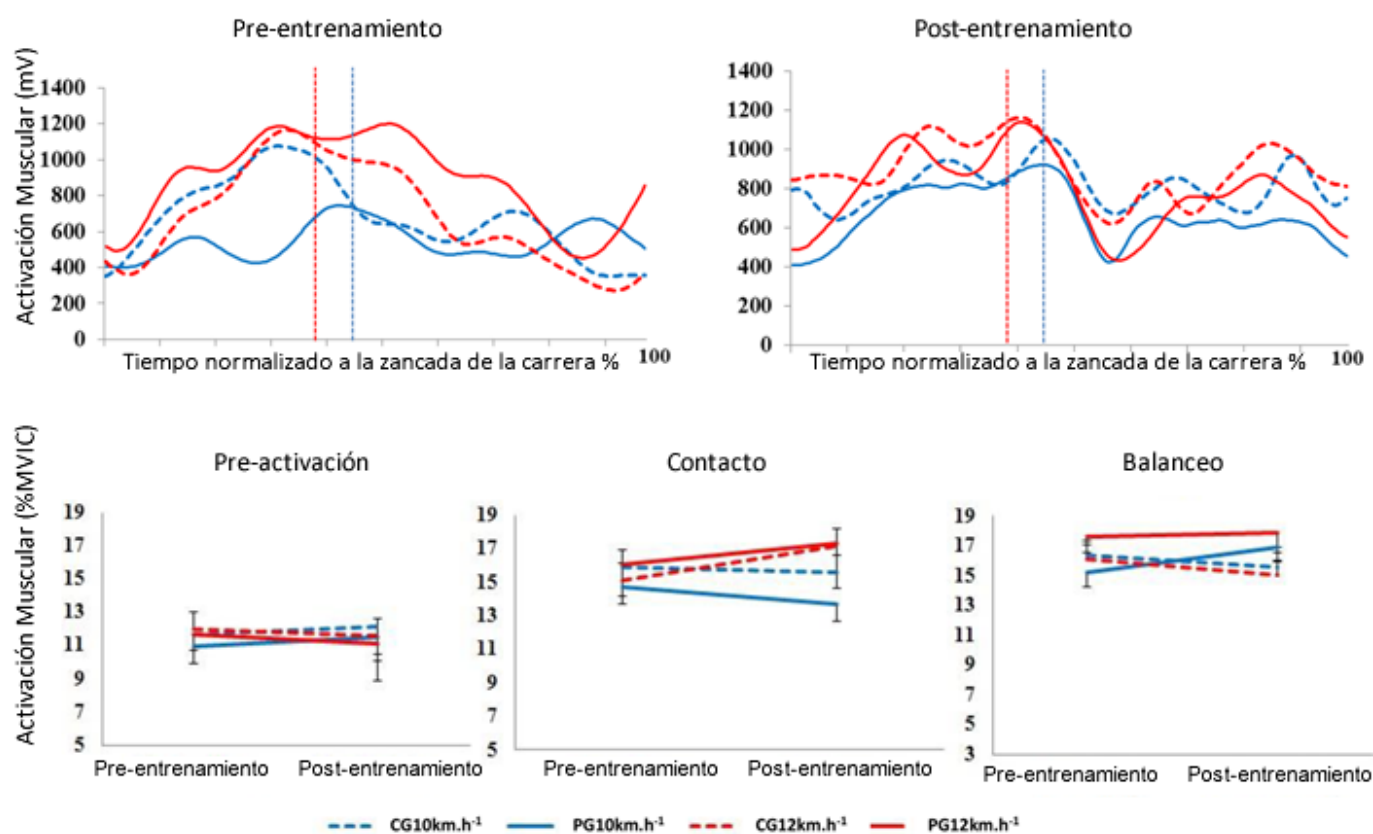 Pre-entrenamiento
Post-entrenamiento
Activación Muscular (mV)
1400
1200
1000
800
600
400
200
0
Tiempo normalizado a la zancada de la carrera %
100
1400
1200
1000
800
600
400
200
0
Tiempo normalizado a la zancada de la carrera %
100
Activación Muscular (%MVIC)
Pre-activación
19
17
15
13
11
9
7
5
Pre-entrenamiento
Post-entrenamiento
Contacto
19
17
15
13
11
9
7
5
Pre-entrenamiento
Post-entrenamiento
Balanceo
19
17
15
13
11
9
7
5
3
Pre-entrenamiento
Post-entrenamiento
CG10km.h⁻¹ PG10km.h⁻¹ CG12km.h⁻¹ PG12km.h⁻¹